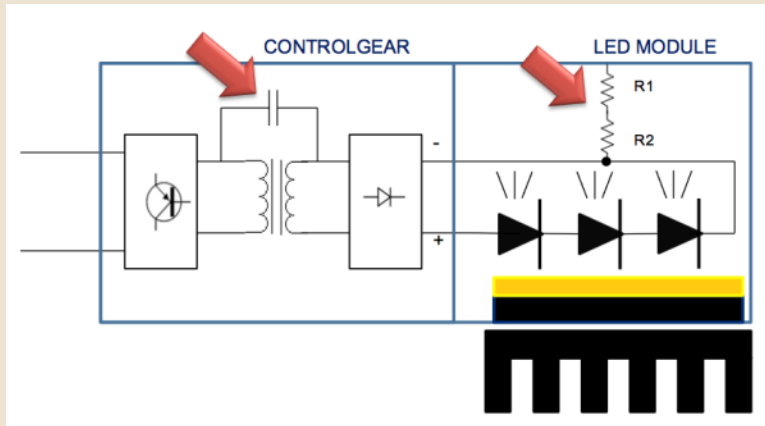 CONTROLGEAR
LED MODULE
R1
R2
-
+